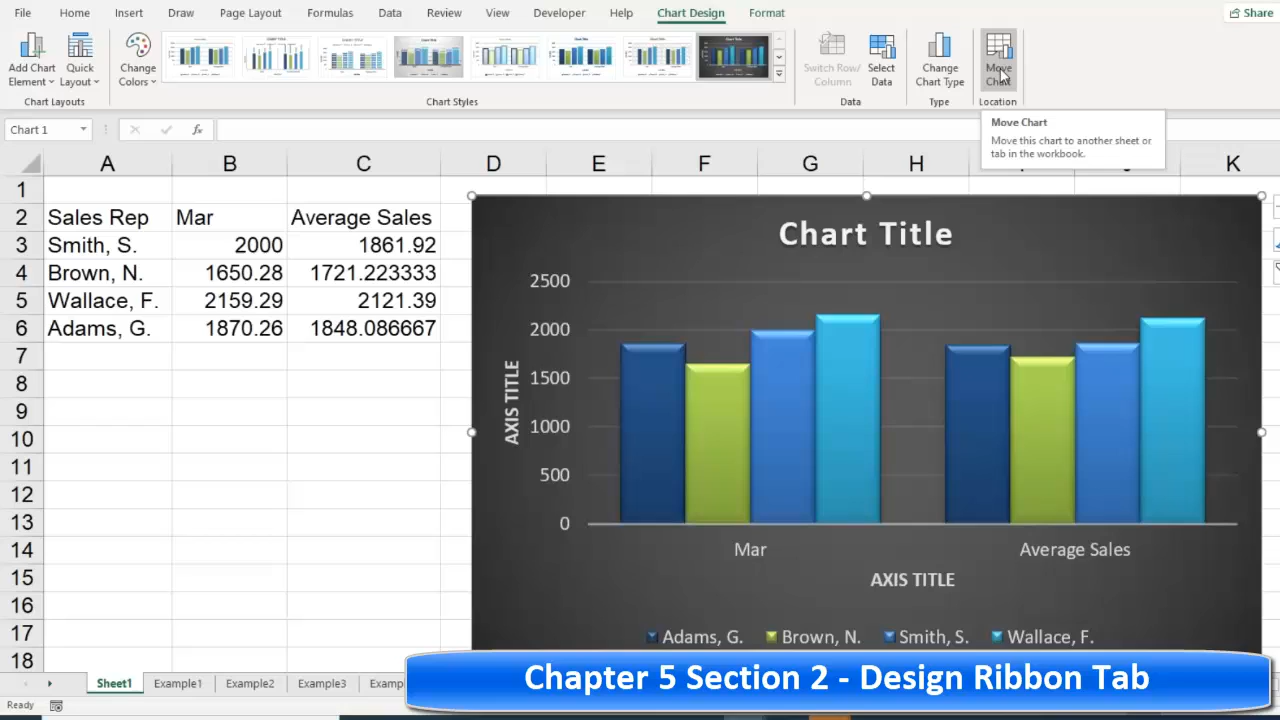 File Home Insert Draw Page Layout Formulas Data Review View Developer Help Chart Design Format Share
Add Chart Element
Quick Layout
Change Colors
Switch Row/ Column
Select Data
Change Chart Type
Move Chart
Chart Layouts Chart Styles Data Type Location
Chart 1 fx
Move Chart
Move this chart to another sheet or
tab in the workbook.
A B C D E F G H K
1
2 Sales Rep Mar Average Sales
3 Smith, S. 2000 1861.92
4 Brown, N. 1650.28 1721.223333
5 Wallace, F. 2159.29 2121.39
6 Adams, G. 1870.26 1848.086667
7
8
9
10
11
12
13
14
15
16
17
18
Chart Title
AXIS TITLE
2500
2000
1500
1000
500
0
Mar Average Sales
AXIS TITLE
Adams, G. Brown, N. Smith, S. Wallace, F.
Sheet1 Example1 Example2 Example3
Chapter 5 Section 2 - Design Ribbon Tab
Ready